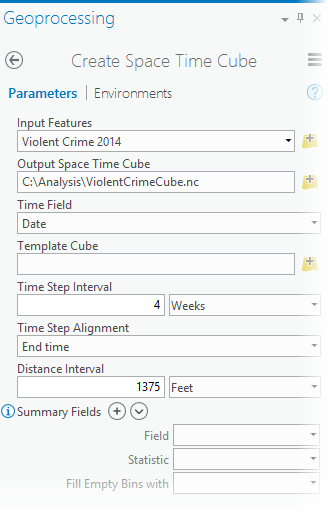 Geoprocessing
Create Space Time Cube
Parameters | Environments
Input Features
Violent Crime 2014
Output Space Time Cube
C:\Analysis\ViolentCrimeCube.nc
Time Field
Date
Template Cube
Time Step Interval
4 Weeks
Time Step Alignment
End time
Distance Interval
1375 Feet
Summary Fields
Field
Statistic
Fill Empty Bins with